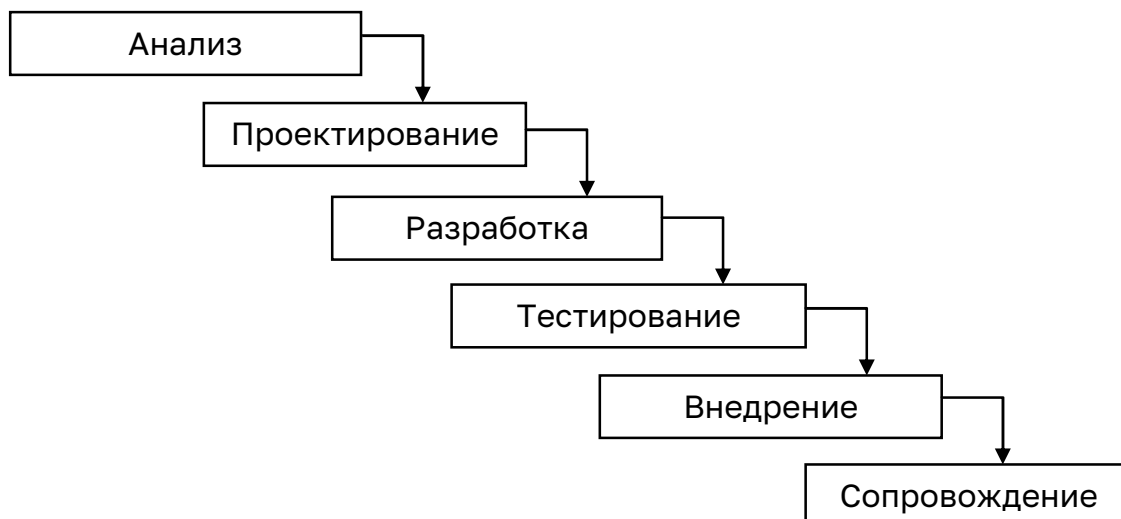 Анализ
Проектирование
Разработка
Тестирование
Внедрение
Сопровождение